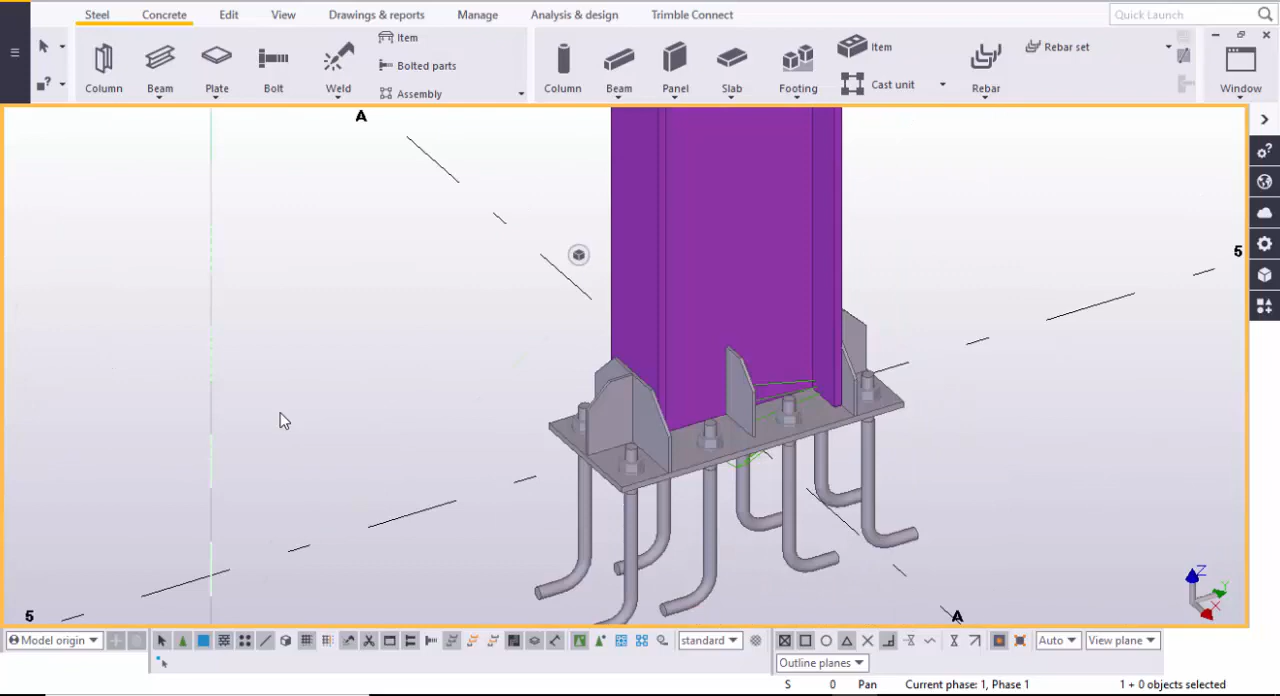 Steel Concrete Edit View Drawings & reports Manage Analysis & design Trimble Connect Quick Launch
Column Beam Plate Bolt Weld Item Bolted parts Assembly Column Beam Panel Slab Footing Item Cast unit Rebar Rebar set Window
A
5
5
A
Z
Y
X
Model origin standard Auto View plane
Outline planes
S 0 Pan Current phase: 1, Phase 1 1 + 0 objects selected